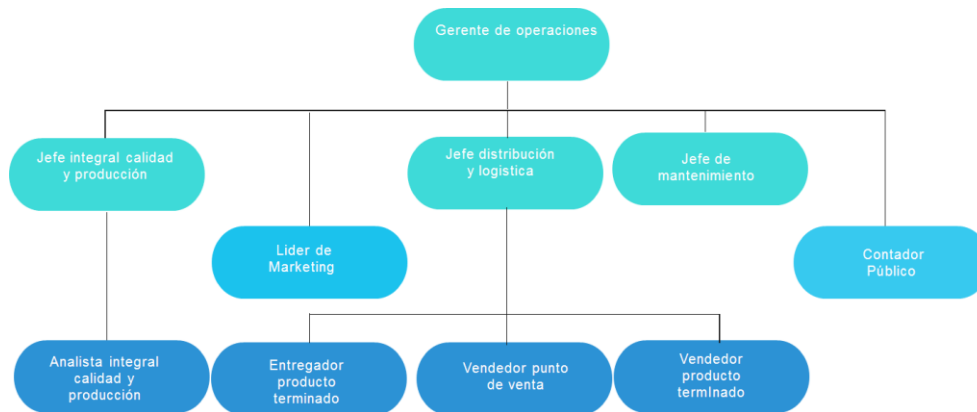 Gerente de operaciones
Jefe integral calidad
y producción
Jefe distribución
y logistica
Jefe de
mantenimiento
Lider de
Marketing
Contador
Público
Analista integral
calidad y
producción
Entregador
producto
terminado
Vendedor punto
de venta
Vendedor
producto
termInado